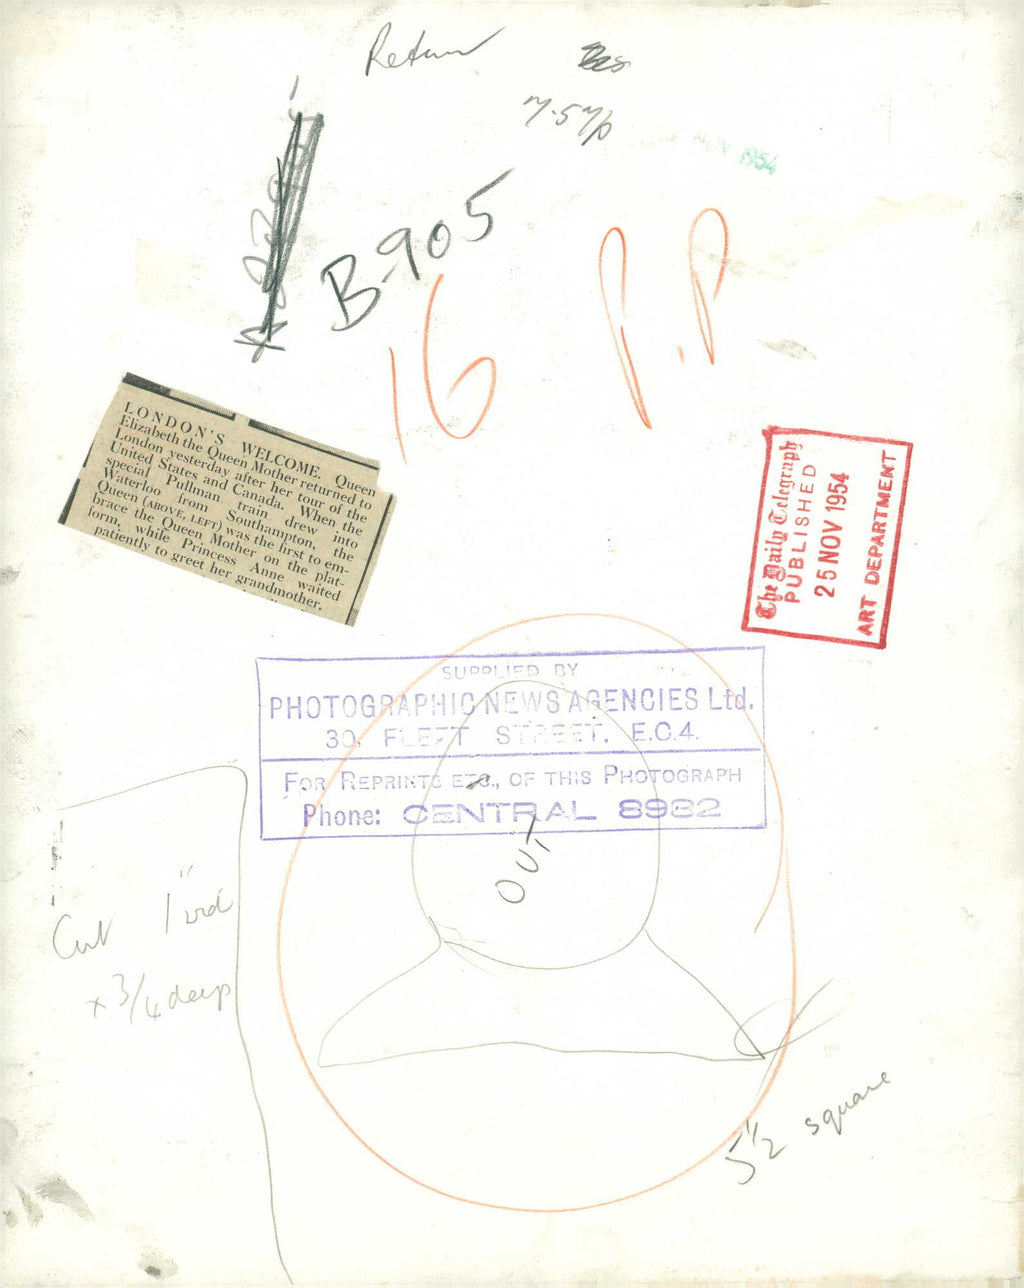 Return
NOV 1954
B-905
16 P.P
LONDON'S WELCOME. Queen
Elizabeth the Queen Mother returned to
London yesterday after her tour of the
United States and Canada. When the
special Pullman train drew into
Waterloo from Southampton, the
Queen (ABOVE, LEFT) was the first to em-
brace the Queen Mother on the plat-
form, while Princess Anne waited
patiently to greet her grandmother.
The Daily Telegraph
PUBLISHED
25 NOV 1954
ART DEPARTMENT
SUPPLIED BY
PHOTOGRAPHIC NEWS AGENCIES Ltd.
30, FLEET STREET. E.C.4.
FOR REPRINTS ETC., OF THIS PHOTOGRAPH
Phone: CENTRAL 8982
OUT
Cut 1"
x 3/4 deep
5 1/2" square